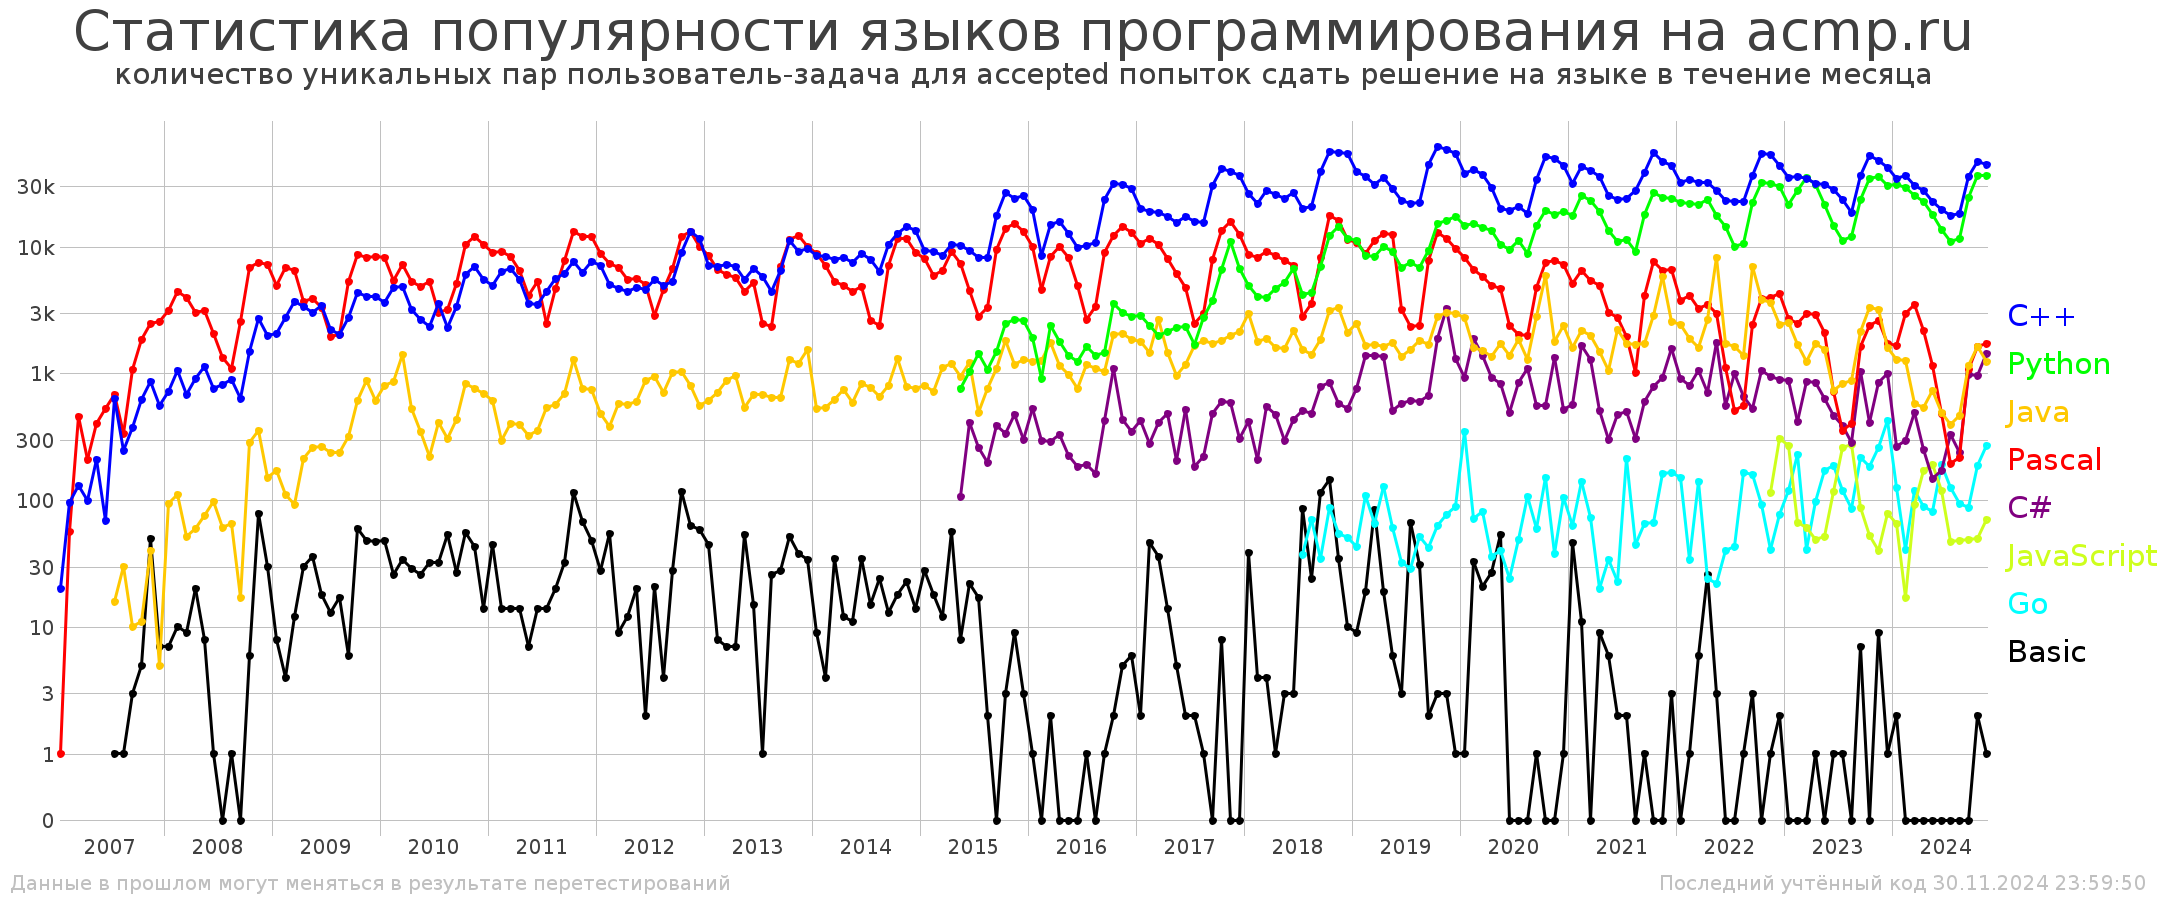 Статистика популярности языков программирования на acmp.ru
количество уникальных пар пользователь-задача для accepted попыток сдать решение на языке в течение месяца
30k
10k
3k
1k
300
100
30
10
3
1
0
C++
Python
Java
Pascal
C#
JavaScript
Go
Basic
2007 2008 2009 2010 2011 2012 2013 2014 2015 2016 2017 2018 2019 2020 2021 2022 2023 2024
Данные в прошлом могут меняться в результате перетестирований
Последний учтённый код 30.11.2024 23:59:50